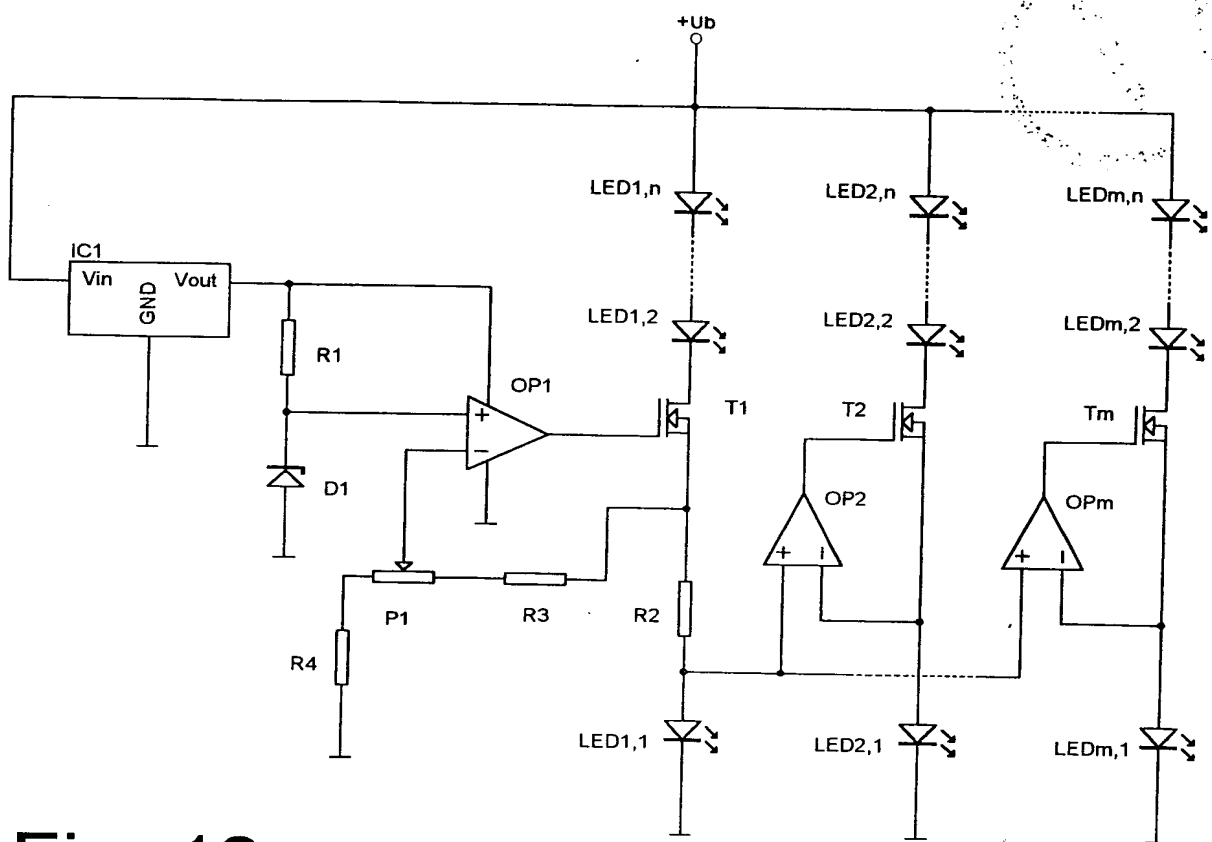 +Ub
LED1,n
LED2,n
LEDm,n
IC1
Vin
GND
Vout
LED1,2
LED2,2
LEDm,2
R1
OP1
+
−
T1
T2
Tm
D1
OP2
+
−
OPm
+
−
P1
R3
R2
R4
LED1,1
LED2,1
LEDm,1